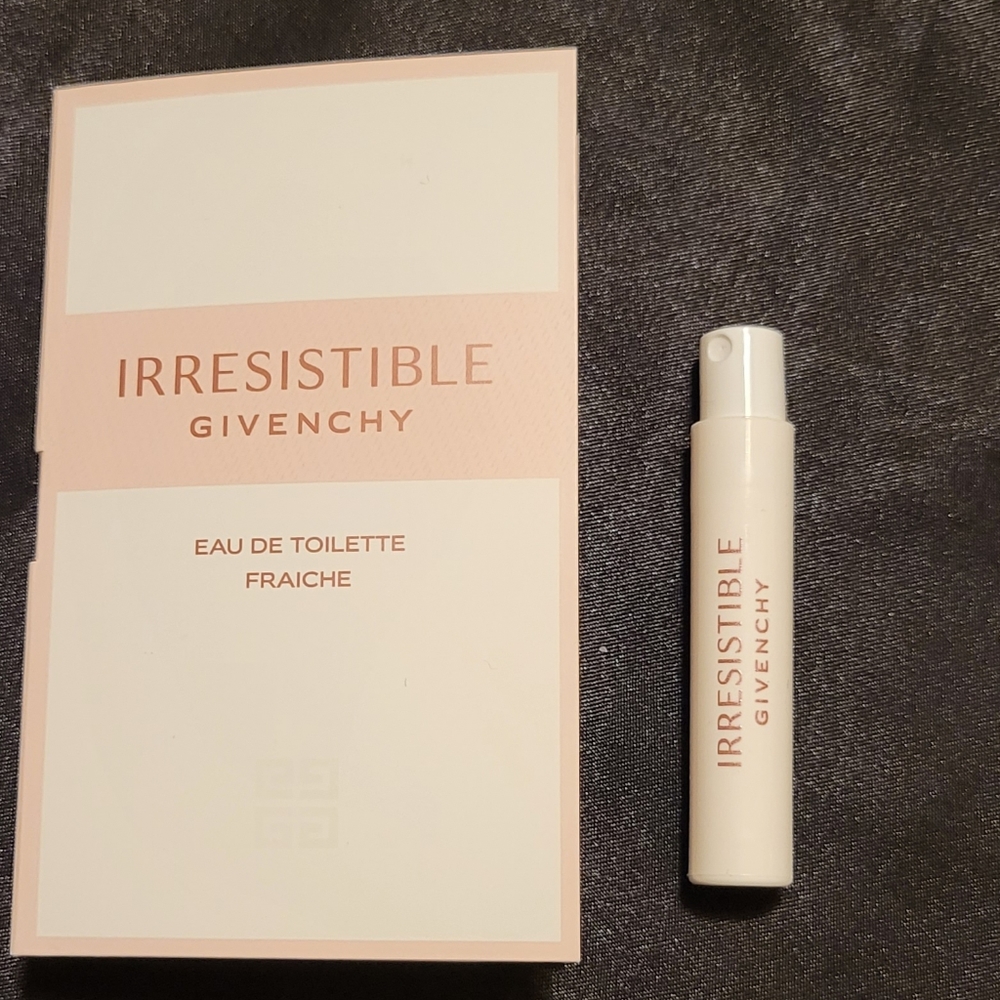 IRRESISTIBLE
GIVENCHY
EAU DE TOILETTE
FRAICHE
IRRESISTIBLE
GIVENCHY